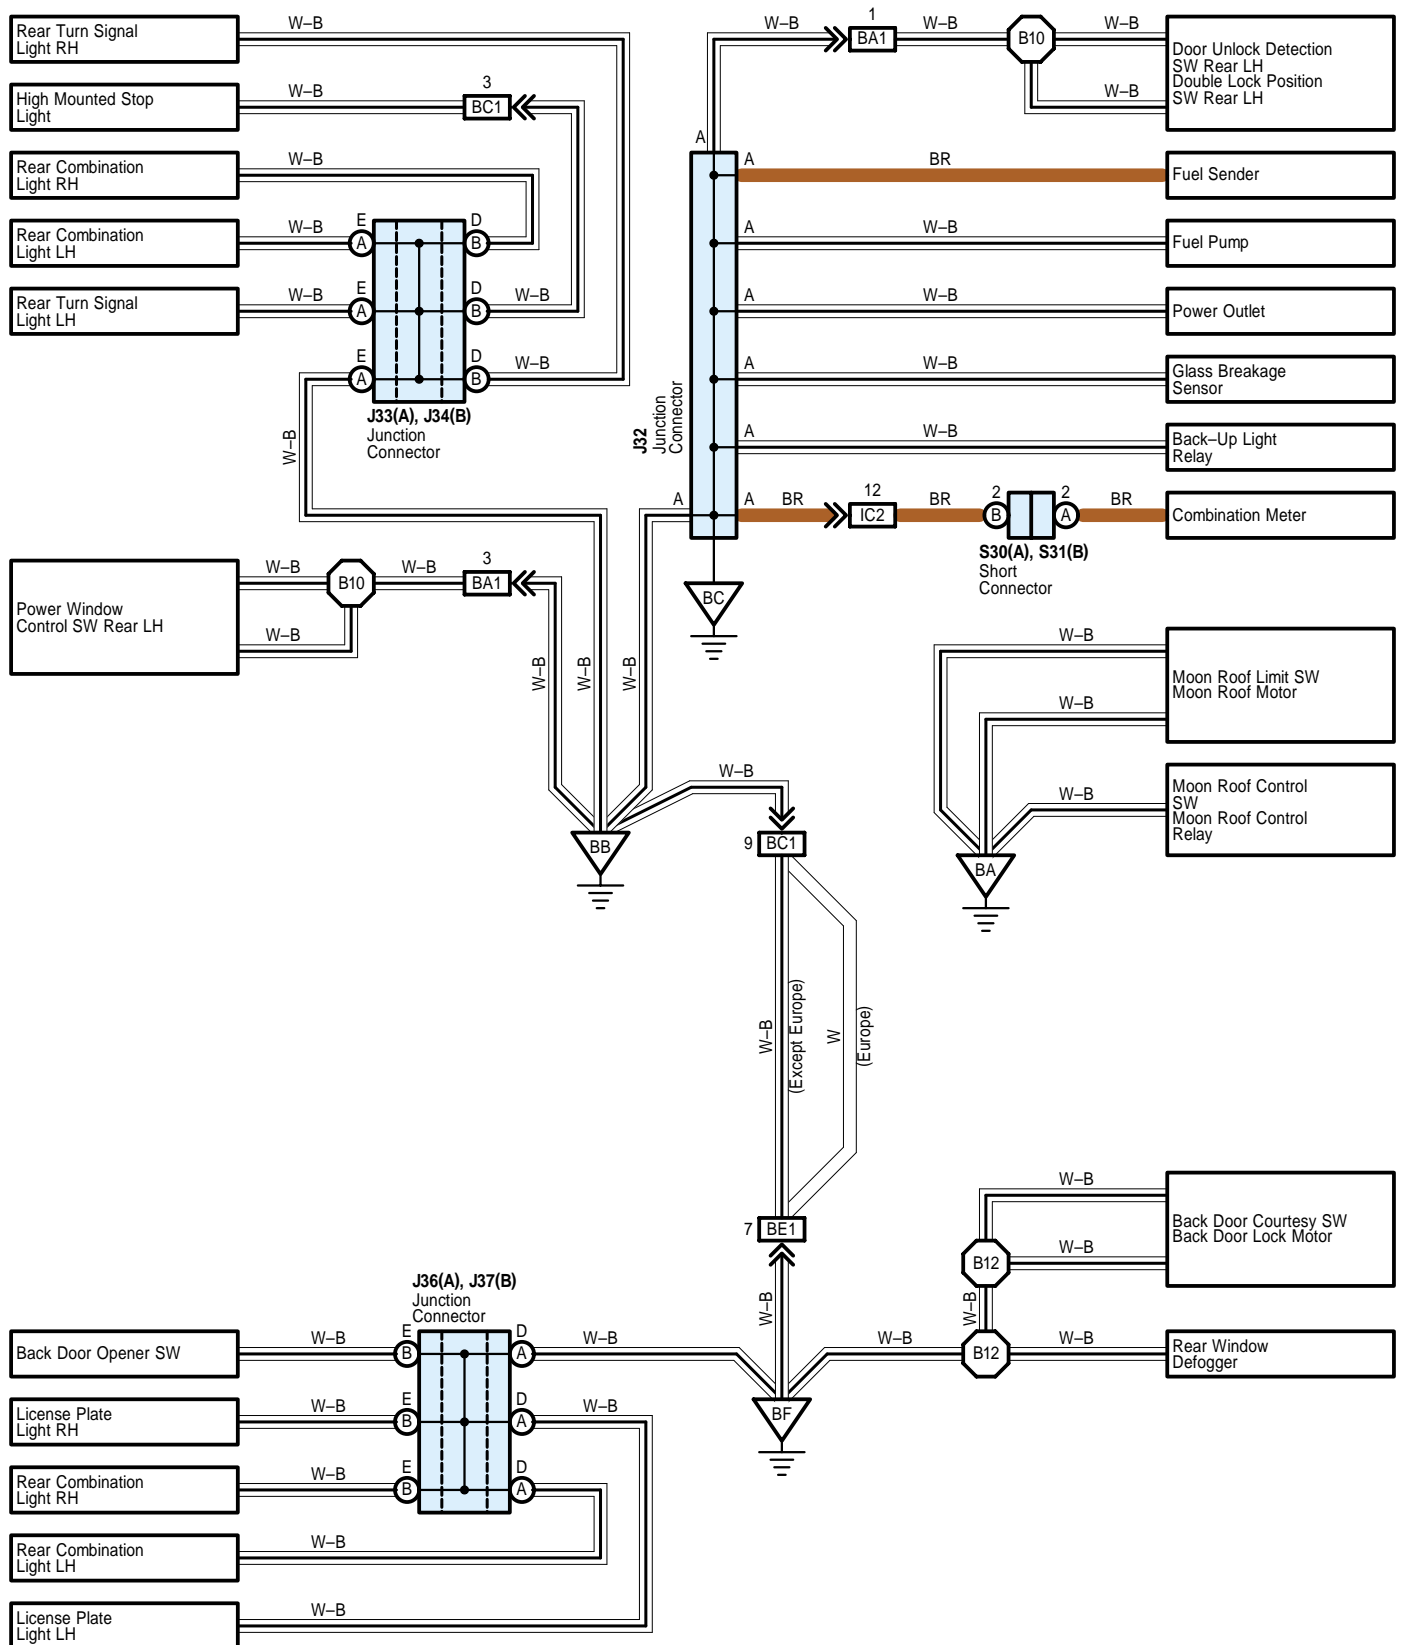 Rear Turn Signal
Light RH
W–B
High Mounted Stop
Light
W–B
3
BC1
Rear Combination
Light RH
W–B
Rear Combination
Light LH
W–B
E
A
D
B
Rear Turn Signal
Light LH
W–B
E
A
D
B
W–B
E
A
D
B
W–B
J33(A), J34(B)
Junction
Connector
W–B
W–B
1
BA1
W–B
B10
W–B
W–B
Door Unlock Detection
SW Rear LH
Double Lock Position
SW Rear LH
A
A
BR
Fuel Sender
A
W–B
Fuel Pump
A
W–B
Power Outlet
A
W–B
Glass Breakage
Sensor
J32
Junction
Connector
A
W–B
Back–Up Light
Relay
A
A
BR
12
IC2
BR
2
B
2
A
BR
Combination Meter
S30(A), S31(B)
Short
Connector
BC
Power Window
Control SW Rear LH
W–B
B10
W–B
3
BA1
W–B
W–B
W–B
W–B
W–B
Moon Roof Limit SW
Moon Roof Motor
W–B
W–B
Moon Roof Control
SW
Moon Roof Control
Relay
BA
W–B
BB
9
BC1
W–B
(Except Europe)
W
(Europe)
7
BE1
W–B
W–B
W–B
Back Door Courtesy SW
Back Door Lock Motor
B12
W–B
J36(A), J37(B)
Junction
Connector
Back Door Opener SW
W–B
E
B
D
A
W–B
W–B
B12
W–B
Rear Window
Defogger
BF
License Plate
Light RH
W–B
E
B
D
A
W–B
Rear Combination
Light RH
W–B
E
B
D
A
Rear Combination
Light LH
W–B
License Plate
Light LH
W–B